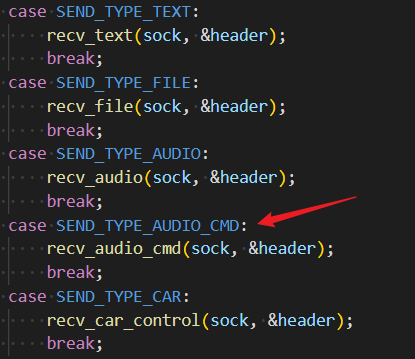 case SEND_TYPE_TEXT:
    recv_text(sock, &header);
    break;
case SEND_TYPE_FILE:
    recv_file(sock, &header);
    break;
case SEND_TYPE_AUDIO:
    recv_audio(sock, &header);
    break;
case SEND_TYPE_AUDIO_CMD:
    recv_audio_cmd(sock, &header);
    break;
case SEND_TYPE_CAR:
    recv_car_control(sock, &header);
    break;